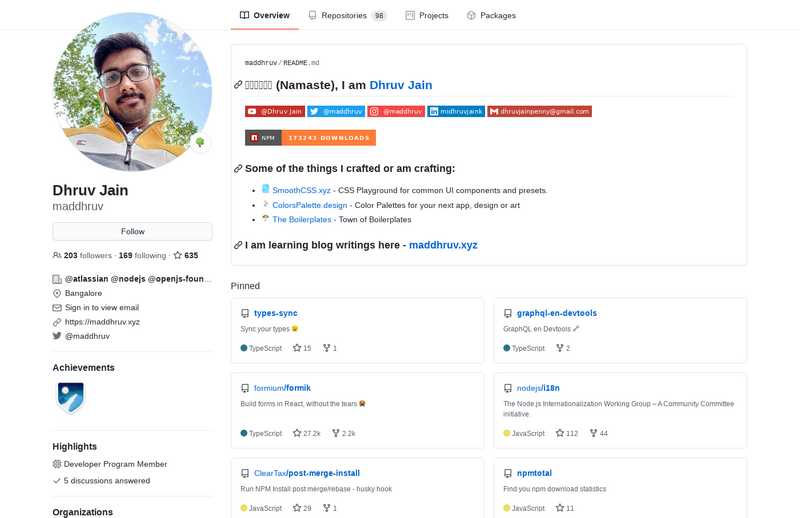 Overview Repositories 98 Projects Packages
Dhruv Jain
maddhruv
Follow
203 followers · 169 following · 635
@atlassian @nodejs @openjs-foun...
Bangalore
Sign in to view email
https://maddhruv.xyz
@maddhruv
Achievements
Highlights
Developer Program Member
5 discussions answered
Organizations
maddhruv / README.md
(Namaste), I am Dhruv Jain
@Dhruv Jain @maddhruv @maddhruv midhruvjaink dhruvjainpenny@gmail.com
NPM 173243 DOWNLOADS
Some of the things I crafted or am crafting:
• SmoothCSS.xyz - CSS Playground for common UI components and presets.
• ColorsPalette.design - Color Palettes for your next app, design or art
• The Boilerplates - Town of Boilerplates
I am learning blog writings here - maddhruv.xyz
Pinned
types-sync
Sync your types
TypeScript 15 1
graphql-en-devtools
GraphQL en Devtools
TypeScript 2
formium/formik
Build forms in React, without the tears
TypeScript 27.2k 2.2k
nodejs/i18n
The Node.js Internationalization Working Group – A Community Committee
initiative.
JavaScript 112 44
ClearTax/post-merge-install
Run NPM Install post merge/rebase - husky hook
JavaScript 29 1
npmtotal
Find you npm download statistics
JavaScript 11